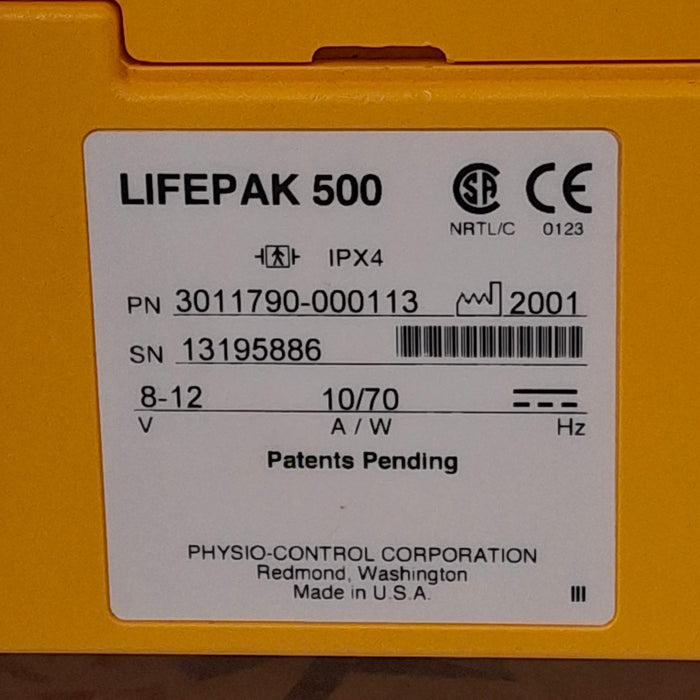 LIFEPAK 500
NRTL/C 0123
IPX4
PN 3011790-000113 2001
SN 13195886
8-12 10/70
V A / W Hz
Patents Pending
PHYSIO-CONTROL CORPORATION
Redmond, Washington
Made in U.S.A.
III